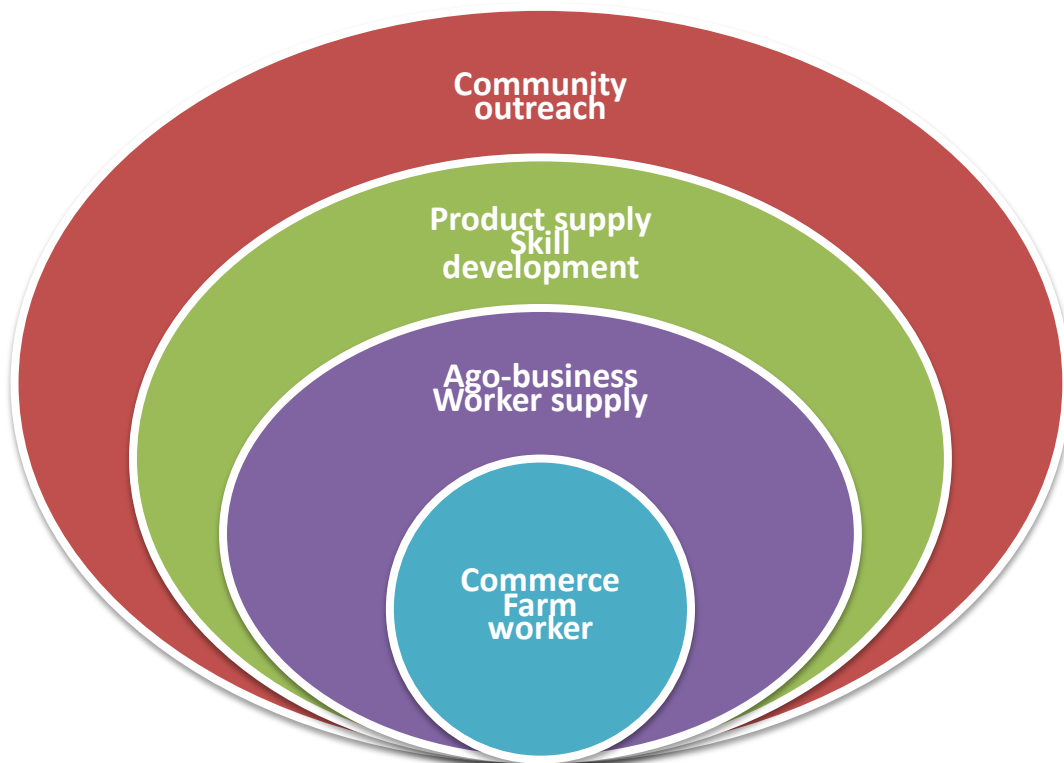 Community
outreach
Product supply
Skill
development
Ago-business
Worker supply
Commerce
Farm
worker